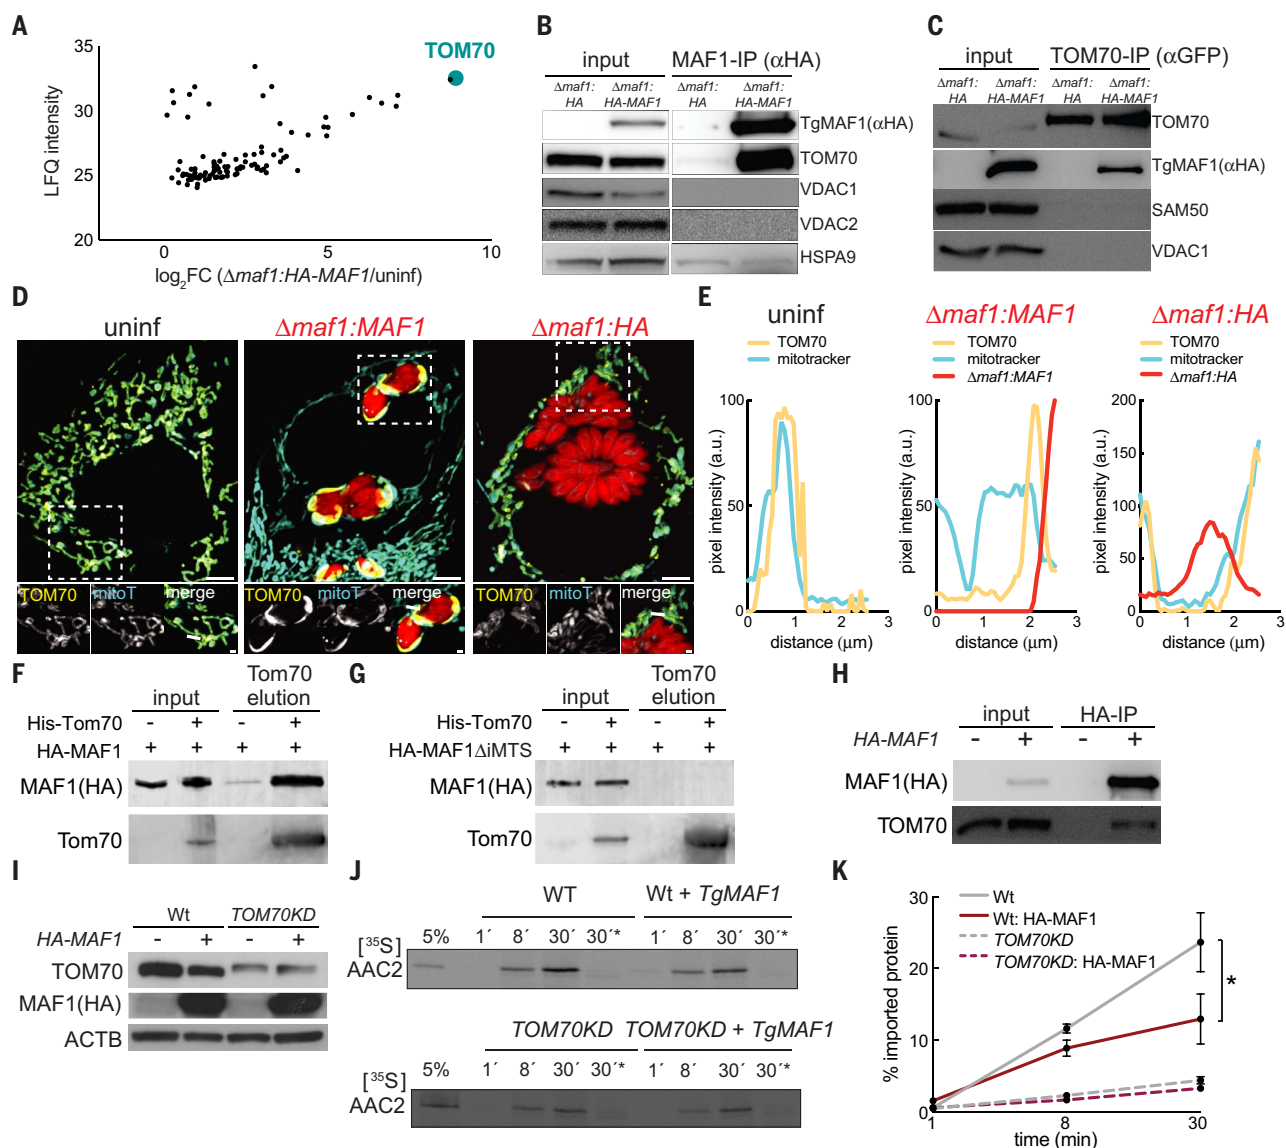 A
35
30
25
20
LFQ intensity
TOM70
0
5
10
log2FC (Δmaf1:HA-MAF1/uninf)
B
input
MAF1-IP (αHA)
Δmaf1: HA
Δmaf1: HA-MAF1
Δmaf1: HA
Δmaf1: HA-MAF1
TgMAF1(αHA)
TOM70
VDAC1
VDAC2
HSPA9
C
input
TOM70-IP (αGFP)
Δmaf1: HA
Δmaf1: HA-MAF1
Δmaf1: HA
Δmaf1: HA-MAF1
TOM70
TgMAF1(αHA)
SAM50
VDAC1
D
uninf
Δmaf1:MAF1
Δmaf1:HA
TOM70
mitoT
merge
TOM70
mitoT
merge
TOM70
mitoT
merge
E
uninf
TOM70
mitotracker
100
50
0
pixel intensity (a.u.)
0
1
2
3
distance (μm)
Δmaf1:MAF1
TOM70
mitotracker
Δmaf1:MAF1
100
50
0
pixel intensity (a.u.)
0
1
2
3
distance (μm)
Δmaf1:HA
TOM70
mitotracker
Δmaf1:HA
200
150
100
50
0
pixel intensity (a.u.)
0
1
2
3
distance (μm)
F
input
Tom70 elution
His-Tom70 - + - +
HA-MAF1 + + + +
MAF1(HA)
Tom70
G
input
Tom70 elution
His-Tom70 - + - +
HA-MAF1ΔiMTS + + + +
MAF1(HA)
Tom70
H
input
HA-IP
HA-MAF1 - + - +
MAF1(HA)
TOM70
I
Wt
TOM70KD
HA-MAF1 - + - +
TOM70
MAF1(HA)
ACTB
J
WT
Wt + TgMAF1
5% 1´ 8´ 30´ 30´* 1´ 8´ 30´ 30´*
[35S]
AAC2
TOM70KD
TOM70KD + TgMAF1
5% 1´ 8´ 30´ 30´* 1´ 8´ 30´ 30´*
[35S]
AAC2
K
Wt
Wt: HA-MAF1
TOM70KD
TOM70KD: HA-MAF1
30
20
10
0
% imported protein
*
1
8
30
time (min)